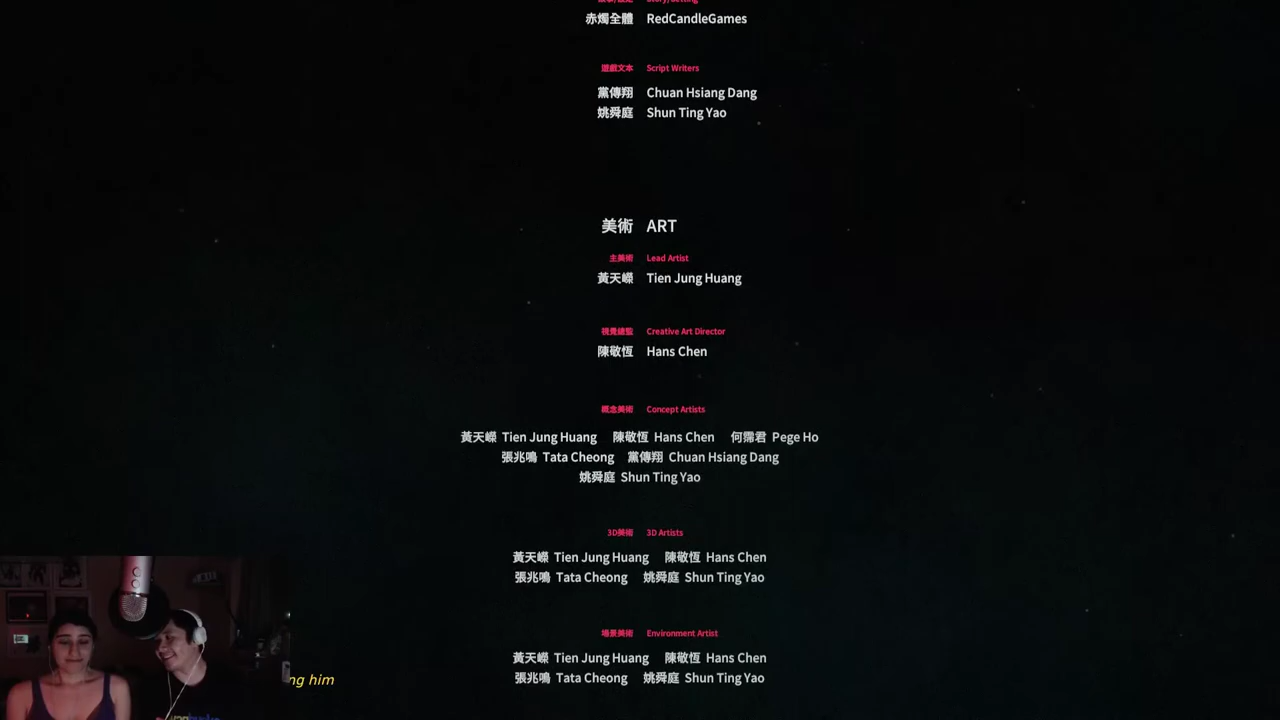 赤燭全體 RedCandleGames
遊戲文本 Script Writers
黨傳翔 Chuan Hsiang Dang
姚舜庭 Shun Ting Yao
美術 ART
主美術 Lead Artist
黃天嶸 Tien Jung Huang
視覺總監 Creative Art Director
陳敬恆 Hans Chen
概念美術 Concept Artists
黃天嶸 Tien Jung Huang 陳敬恆 Hans Chen 何霈君 Pege Ho
張兆鳴 Tata Cheong 黨傳翔 Chuan Hsiang Dang
姚舜庭 Shun Ting Yao
3D美術 3D Artists
黃天嶸 Tien Jung Huang 陳敬恆 Hans Chen
張兆鳴 Tata Cheong 姚舜庭 Shun Ting Yao
場景美術 Environment Artist
黃天嶸 Tien Jung Huang 陳敬恆 Hans Chen
張兆鳴 Tata Cheong 姚舜庭 Shun Ting Yao
ng him